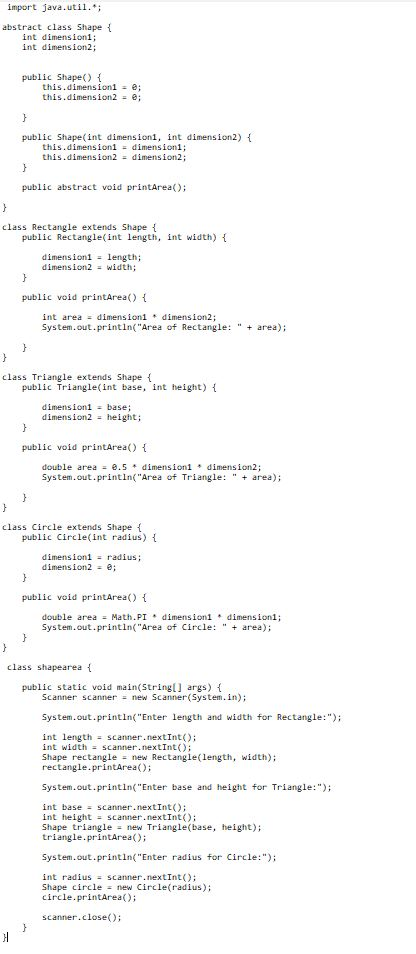 import java.util.*;
abstract class Shape {
int dimension1;
int dimension2;
public Shape() {
this.dimension1 = 0;
this.dimension2 = 0;
}
public Shape(int dimension1, int dimension2) {
this.dimension1 = dimension1;
this.dimension2 = dimension2;
}
public abstract void printArea();
}
class Rectangle extends Shape {
public Rectangle(int length, int width) {
dimension1 = length;
dimension2 = width;
}
public void printArea() {
int area = dimension1 * dimension2;
System.out.println("Area of Rectangle: " + area);
}
}
class Triangle extends Shape {
public Triangle(int base, int height) {
dimension1 = base;
dimension2 = height;
}
public void printArea() {
double area = 0.5 * dimension1 * dimension2;
System.out.println("Area of Triangle: " + area);
}
}
class Circle extends Shape {
public Circle(int radius) {
dimension1 = radius;
dimension2 = 0;
}
public void printArea() {
double area = Math.PI * dimension1 * dimension1;
System.out.println("Area of Circle: " + area);
}
}
class shapearea {
public static void main(String[] args) {
Scanner scanner = new Scanner(System.in);
System.out.println("Enter length and width for Rectangle:");
int length = scanner.nextInt();
int width = scanner.nextInt();
Shape rectangle = new Rectangle(length, width);
rectangle.printArea();
System.out.println("Enter base and height for Triangle:");
int base = scanner.nextInt();
int height = scanner.nextInt();
Shape triangle = new Triangle(base, height);
triangle.printArea();
System.out.println("Enter radius for Circle:");
int radius = scanner.nextInt();
Shape circle = new Circle(radius);
circle.printArea();
scanner.close();
}
}